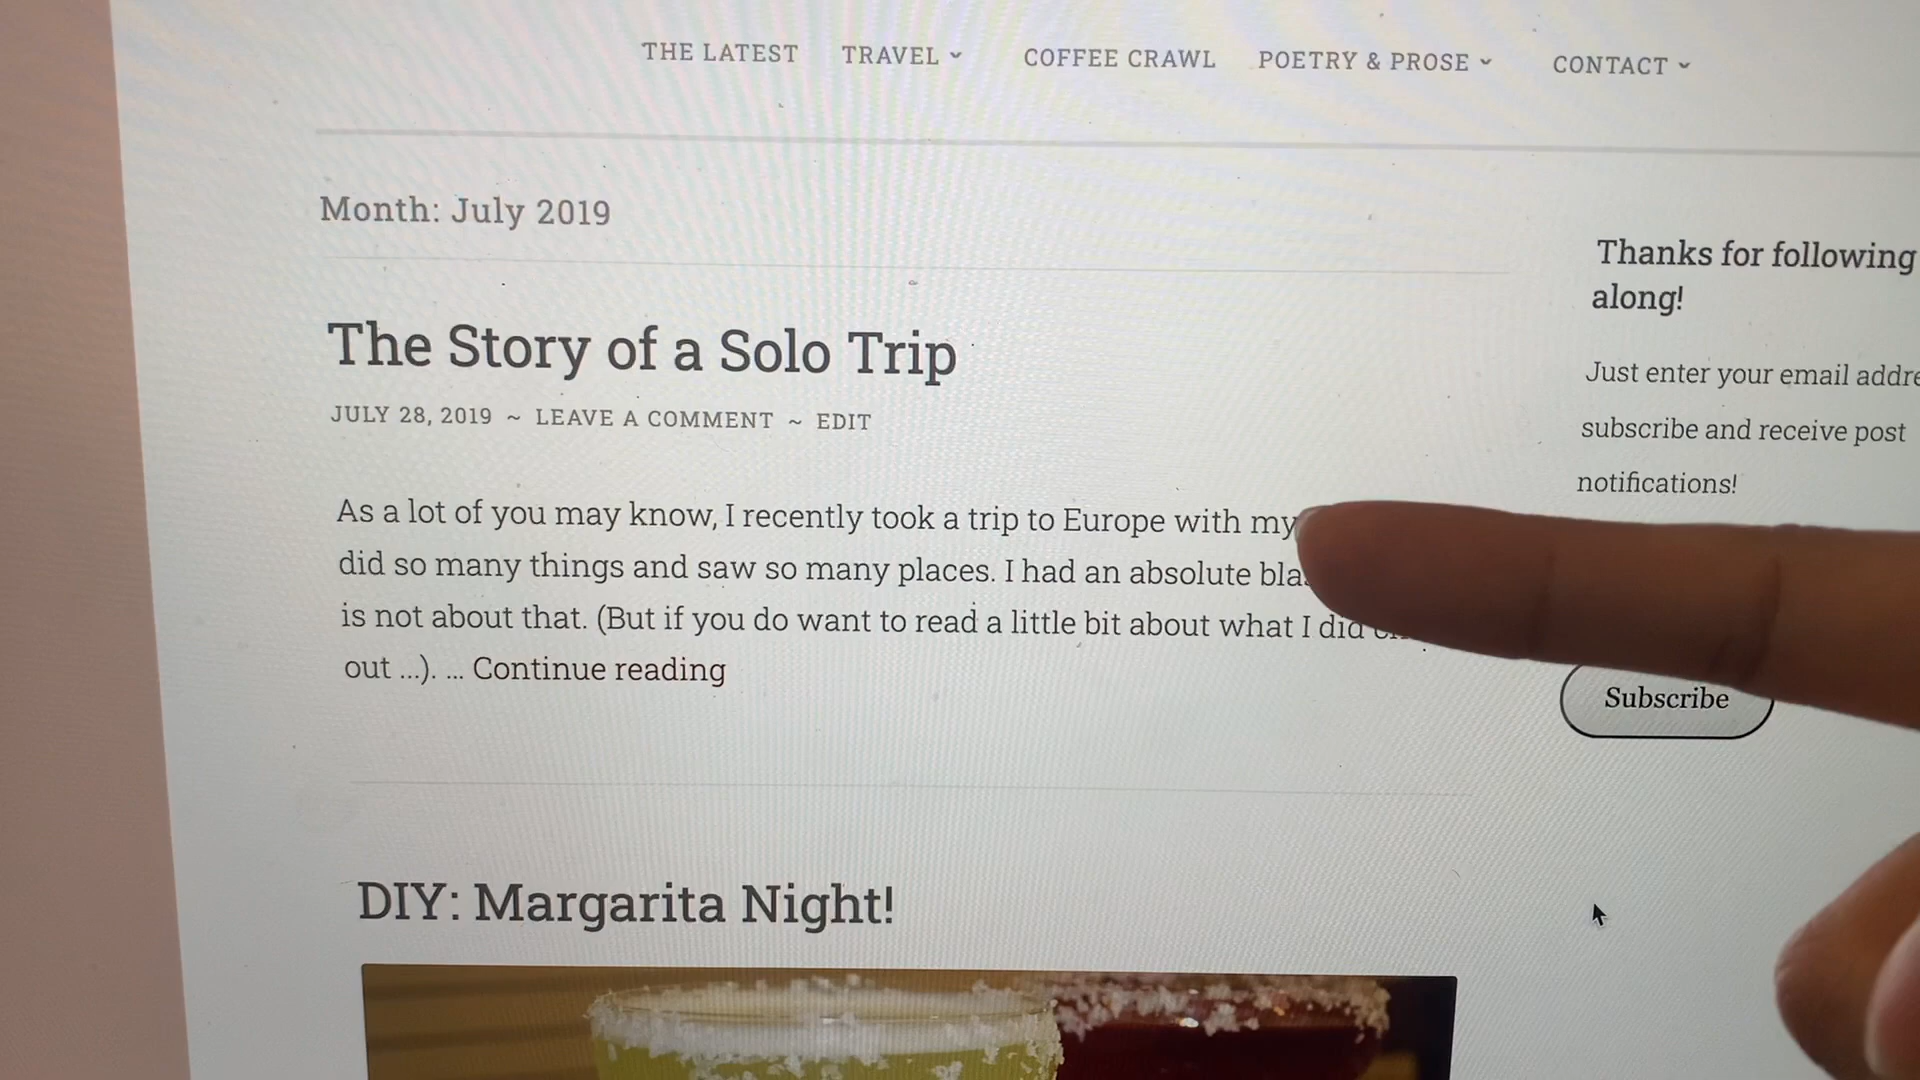 THE LATEST TRAVEL COFFEE CRAWL POETRY & PROSE CONTACT
Month: July 2019
The Story of a Solo Trip
JULY 28, 2019 ~ LEAVE A COMMENT ~ EDIT
As a lot of you may know, I recently took a trip to Europe with my
did so many things and saw so many places. I had an absolute
is not about that. (But if you do want to read a little bit about what I did
out ...). ... Continue reading
DIY: Margarita Night!
Thanks for following
along!
Just enter your email
subscribe and receive post
notifications!
Subscribe